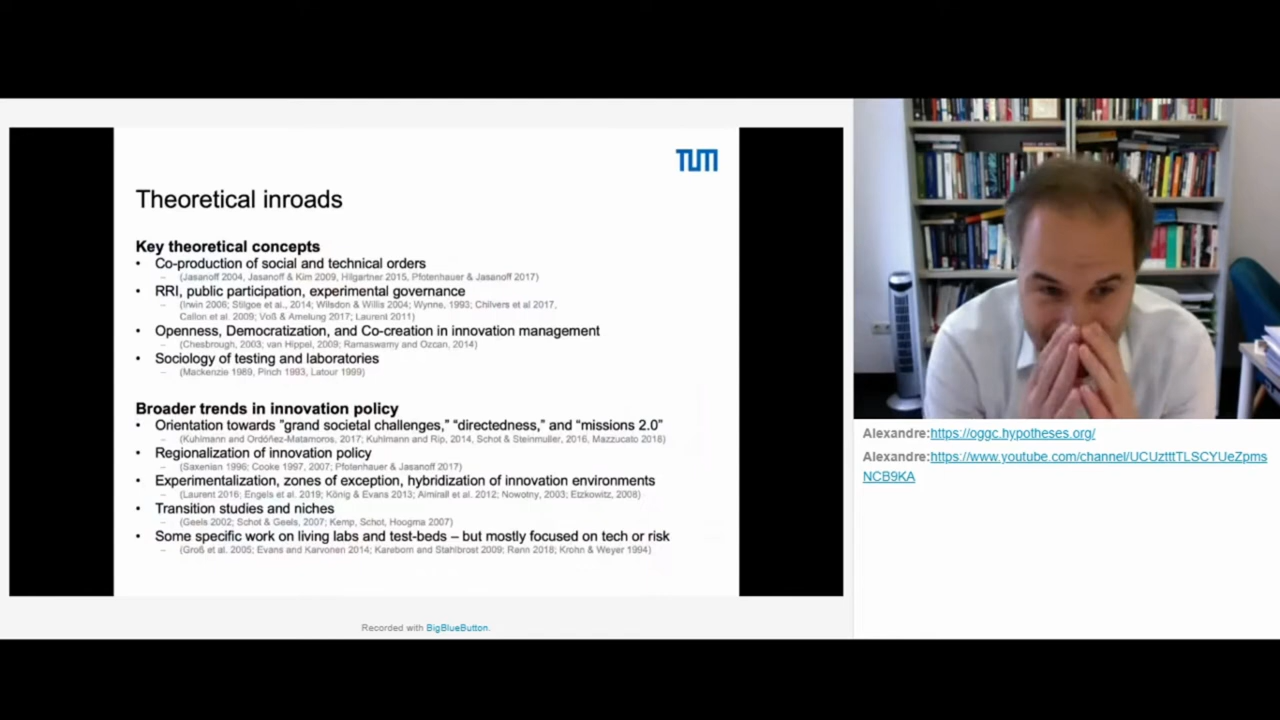 TUM
Theoretical inroads
Key theoretical concepts
• Co-production of social and technical orders
– (Jasanoff 2004, Jasanoff & Kim 2009, Hilgartner 2015, Pfotenhauer & Jasanoff 2017)
• RRI, public participation, experimental governance
– (Irwin 2006; Stilgoe et al., 2014; Wilsdon & Willis 2004; Wynne, 1993; Chilvers et al 2017,
Callon et al. 2009; Voß & Amelung 2017; Laurent 2011)
• Openness, Democratization, and Co-creation in innovation management
– (Chesbrough, 2003; van Hippel, 2009; Ramaswamy and Ozcan, 2014)
• Sociology of testing and laboratories
– (Mackenzie 1989, Pinch 1993, Latour 1999)
Broader trends in innovation policy
• Orientation towards "grand societal challenges," "directedness," and "missions 2.0"
– (Kuhlmann and Ordóñez-Matamoros, 2017; Kuhlmann and Rip, 2014, Schot & Steinmuller, 2016, Mazzucato 2018)
• Regionalization of innovation policy
– (Saxenian 1996; Cooke 1997, 2007; Pfotenhauer & Jasanoff 2017)
• Experimentalization, zones of exception, hybridization of innovation environments
– (Laurent 2016; Engels et al. 2019; König & Evans 2013; Almirall et al. 2012; Nowotny, 2003; Etzkowitz, 2008)
• Transition studies and niches
– (Geels 2002; Schot & Geels, 2007; Kemp, Schot, Hoogma 2007)
• Some specific work on living labs and test-beds – but mostly focused on tech or risk
– (Groß et al. 2005; Evans and Karvonen 2014; Kareborn and Stahlbrost 2009; Rann 2018; Krohn & Weyer 1994)
Recorded with BigBlueButton.
Alexandre:https://oggc.hypotheses.org/
Alexandre:https://www.youtube.com/channel/UCUztttTLSCYUeZpms
NCB9KA